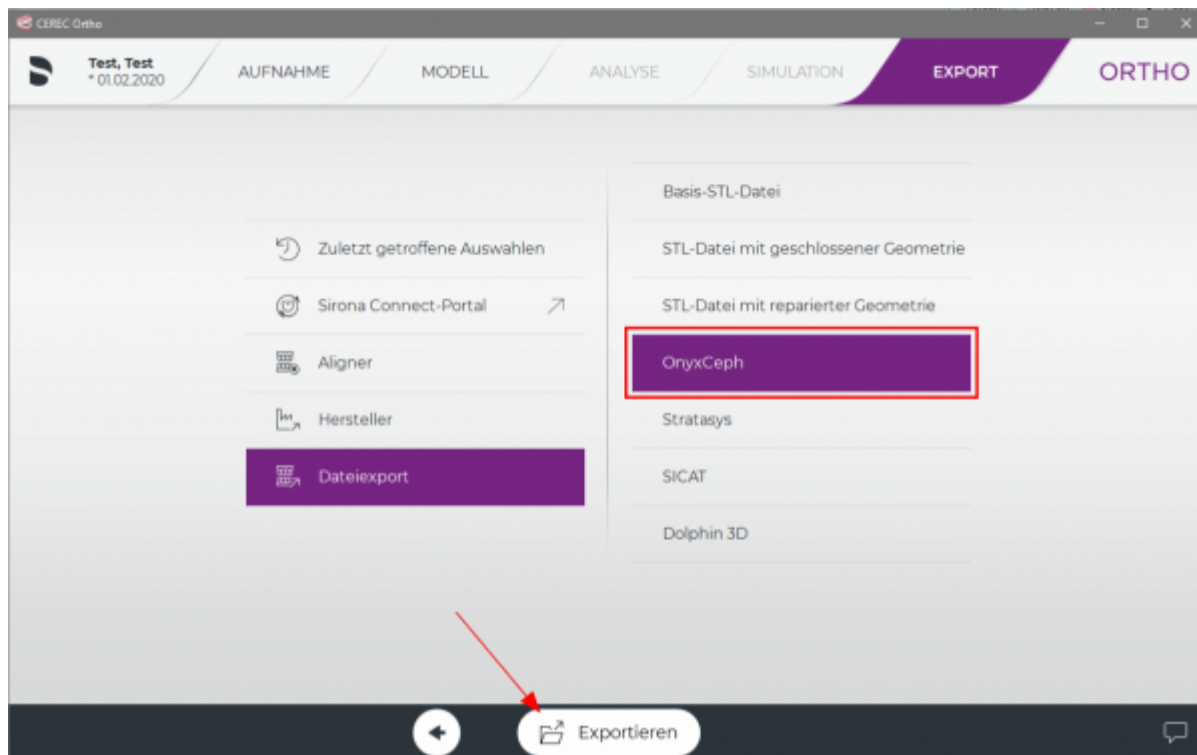 CEREC Ortho
Test, Test
* 01.02.2020
AUFNAHME
MODELL
ANALYSE
SIMULATION
EXPORT
ORTHO
Zuletzt getroffene Auswahlen
Sirona Connect-Portal
Aligner
Hersteller
Dateiexport
Basis-STL-Datei
STL-Datei mit geschlossener Geometrie
STL-Datei mit reparierter Geometrie
OnyxCeph
Stratasys
SICAT
Dolphin 3D
Exportieren